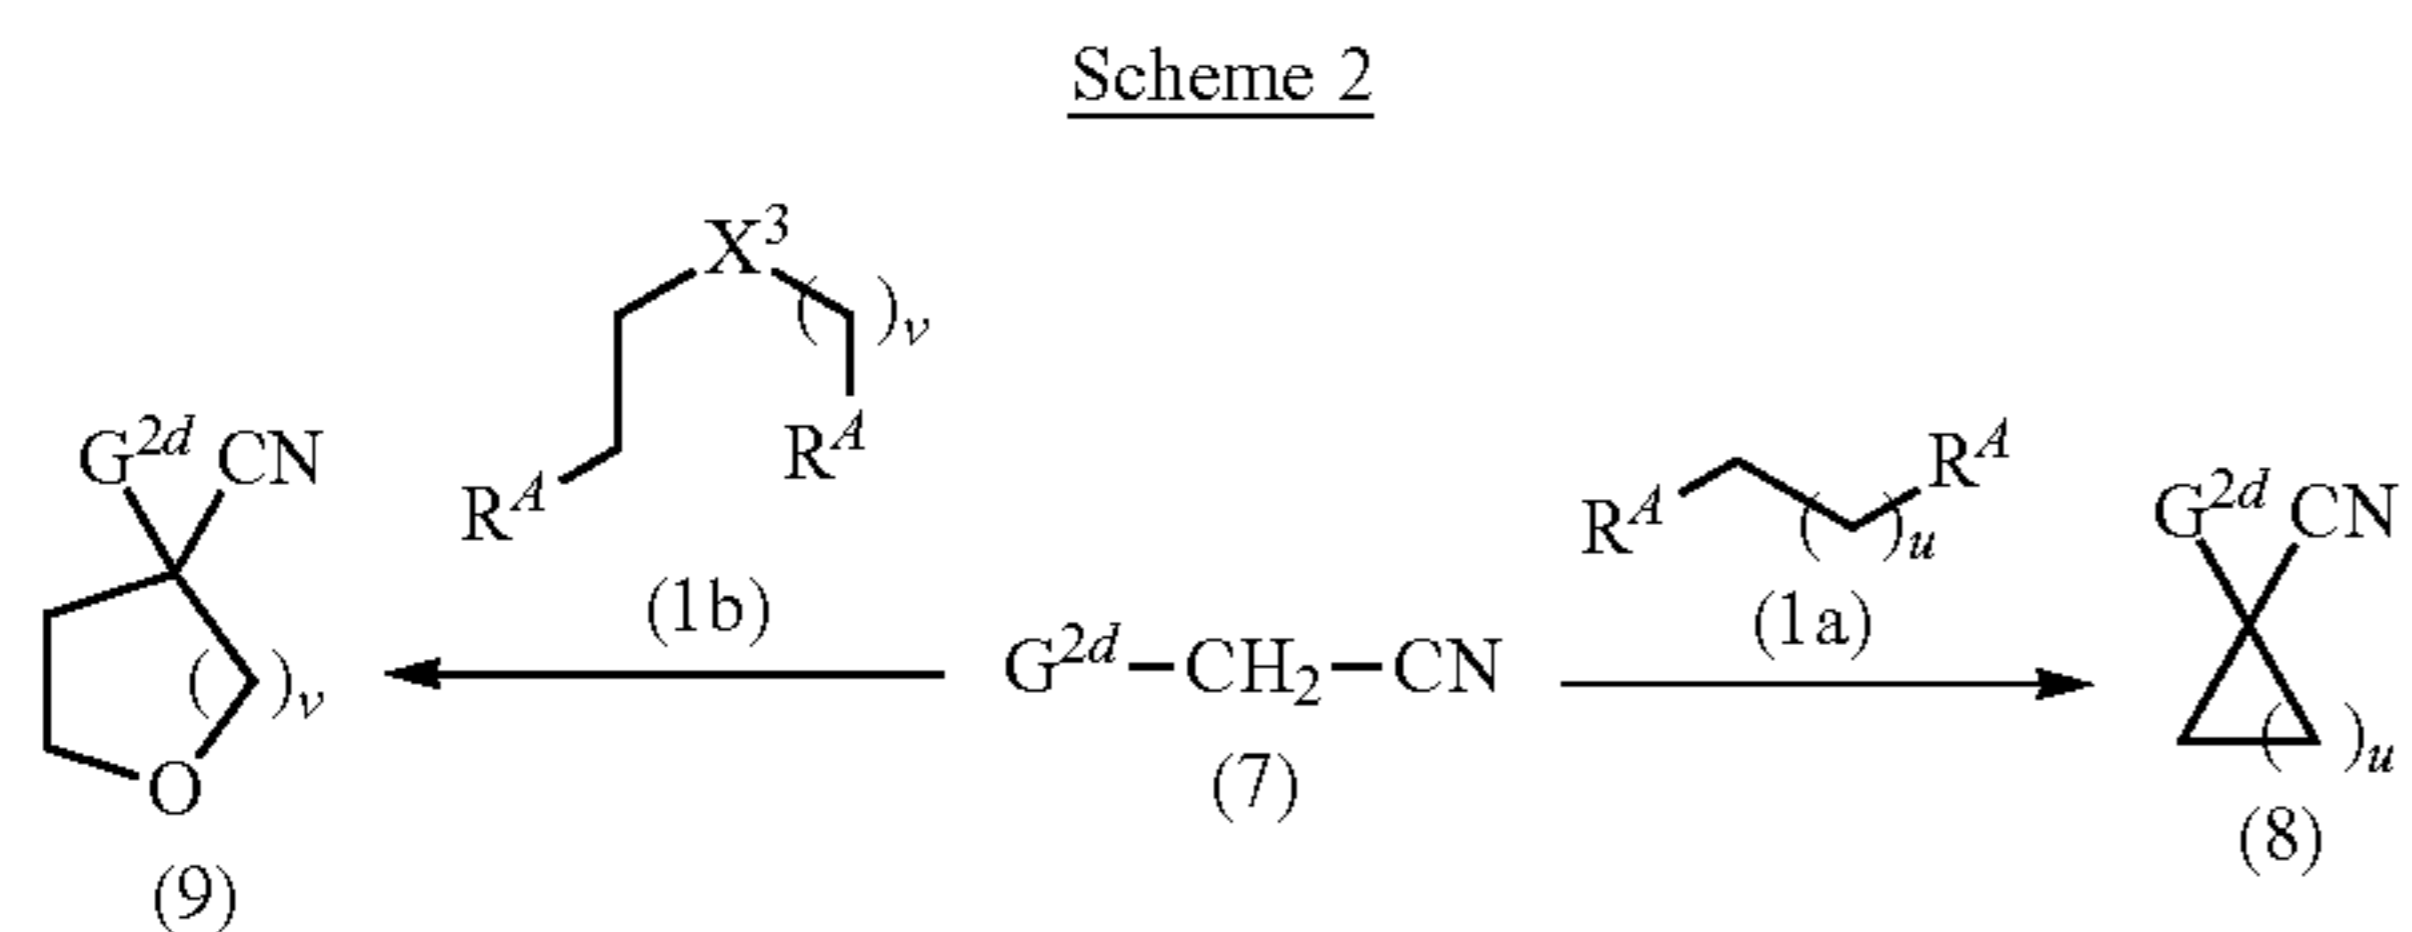 Scheme 2
X³
( )ᵥ
Rᴬ
Rᴬ
(1b)
Rᴬ
Rᴬ
( )ᵤ
(1a)
G²ᵈ CN
( )ᵥ
O
(9)
G²ᵈ–CH₂–CN
(7)
G²ᵈ CN
( )ᵤ
(8)